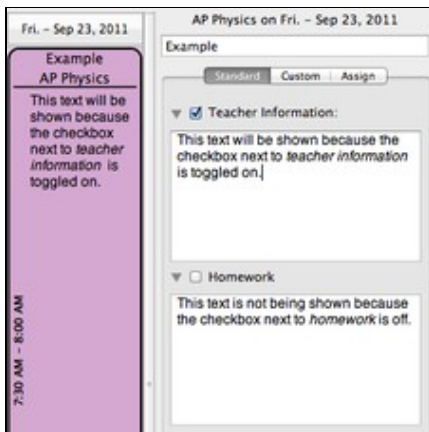 Fri. – Sep 23, 2011
Example
AP Physics
This text will be
shown because
the checkbox
next to teacher
information is
toggled on.
7:30 AM – 8:00 AM
AP Physics on Fri. – Sep 23, 2011
Example
Standard Custom Assign
Teacher Information:
This text will be shown because the
checkbox next to teacher information
is toggled on.
Homework
This text is not being shown because
the checkbox next to homework is off.